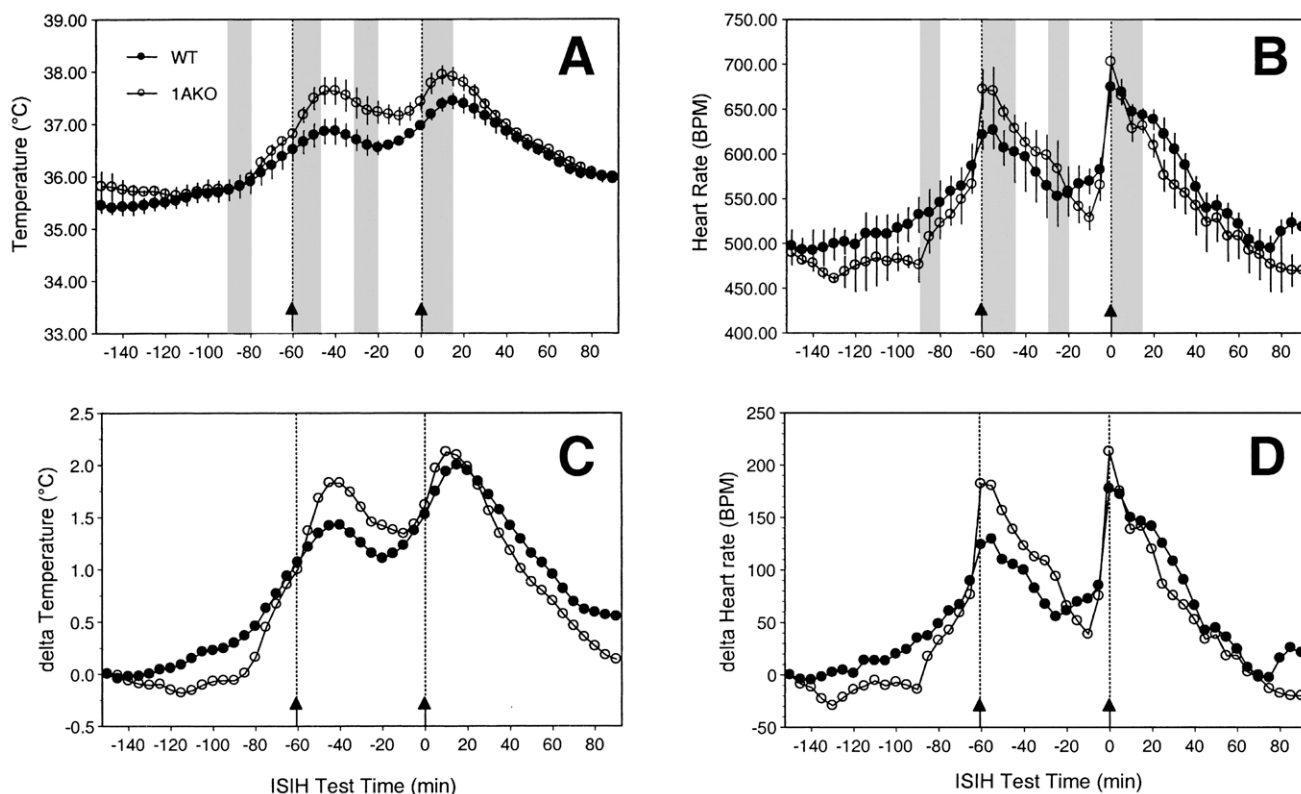 A
WT
1AKO
Temperature (°C)
39.00
38.00
37.00
36.00
35.00
34.00
33.00
-140 -120 -100 -80 -60 -40 -20 0 20 40 60 80
B
Heart Rate (BPM)
750.00
700.00
650.00
600.00
550.00
500.00
450.00
400.00
-140 -120 -100 -80 -60 -40 -20 0 20 40 60 80
C
delta Temperature (°C)
2.5
2.0
1.5
1.0
0.5
0.0
-0.5
-140 -120 -100 -80 -60 -40 -20 0 20 40 60 80
ISIH Test Time (min)
D
delta Heart rate (BPM)
250
200
150
100
50
0
-50
-140 -120 -100 -80 -60 -40 -20 0 20 40 60 80
ISIH Test Time (min)